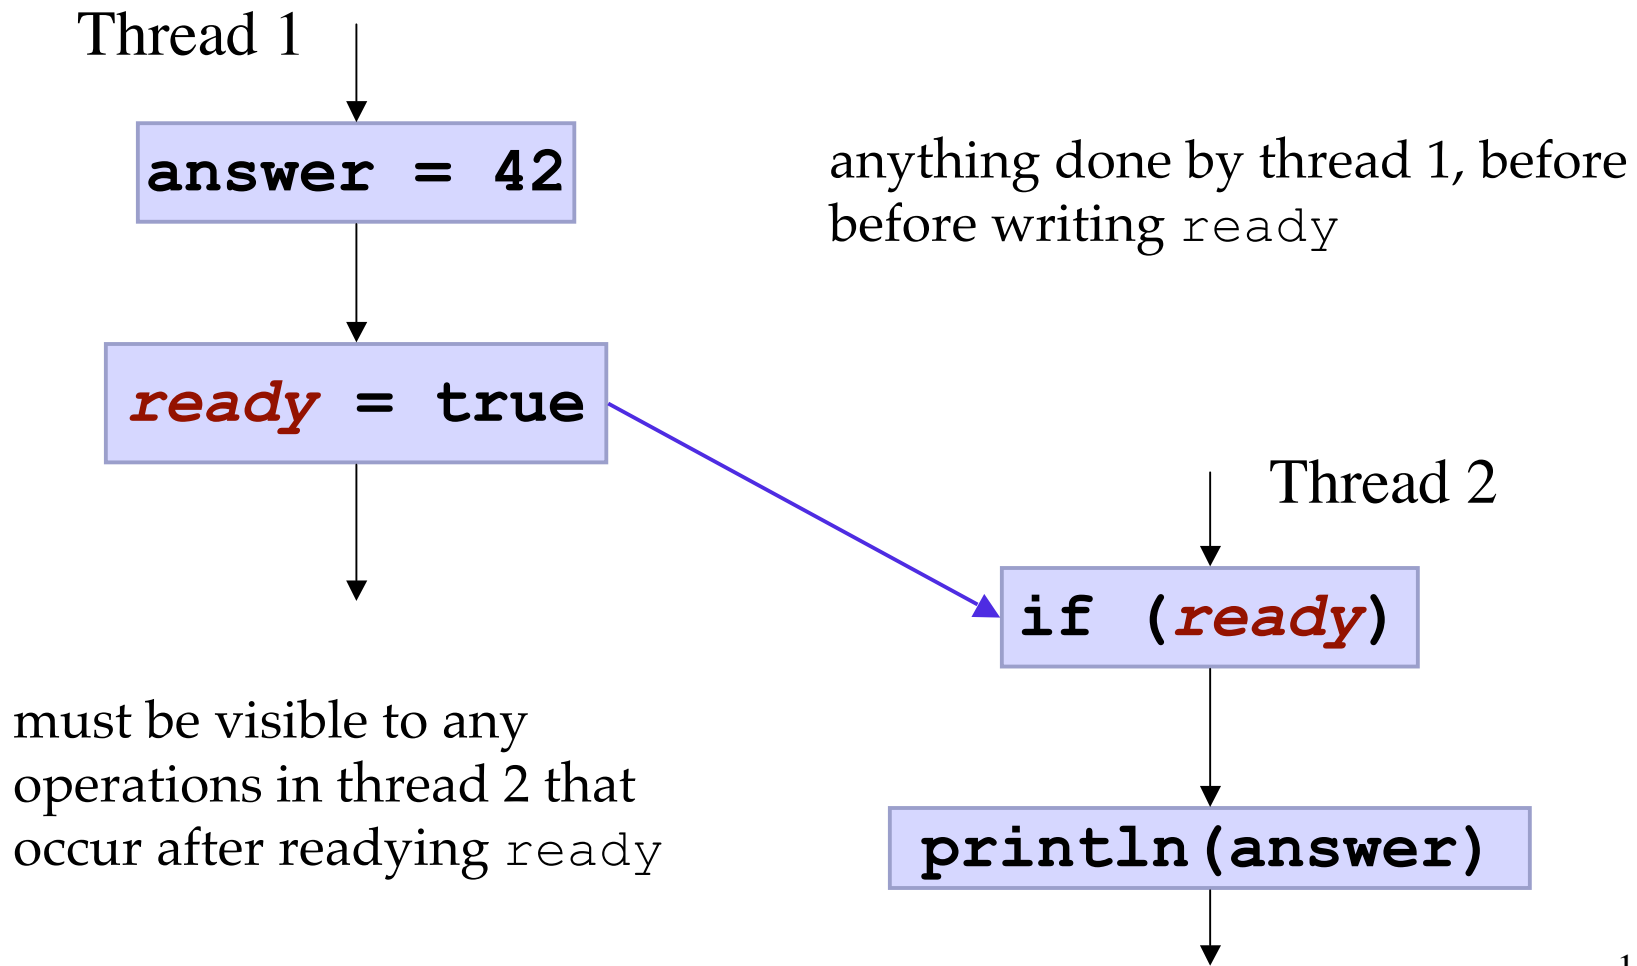 Thread 1
answer = 42
anything done by thread 1, before
before writing ready
ready = true
Thread 2
if (ready)
must be visible to any
operations in thread 2 that
occur after readying ready
println(answer)
1